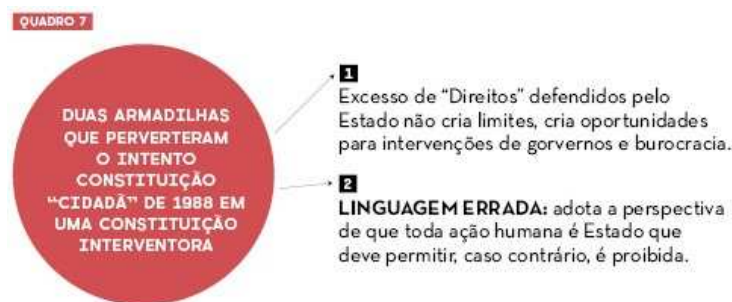 QUADRO 7
DUAS ARMADILHAS
QUE PERVERTERAM
O INTENTO
CONSTITUIÇÃO
“CIDADÔ DE 1988 EM
UMA CONSTITUIÇÃO
INTERVENTORA
1
Excesso de “Direitos” defendidos pelo
Estado não cria limites, cria oportunidades
para intervenções de gorvernos e burocracia.
2
LINGUAGEM ERRADA: adota a perspectiva
de que toda ação humana é Estado que
deve permitir, caso contrário, é proibida.